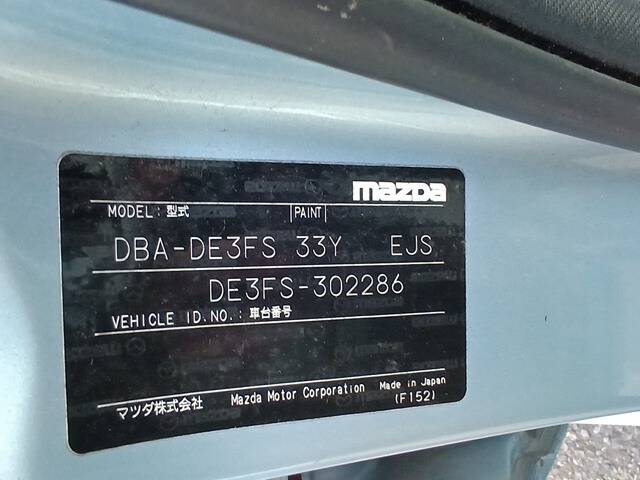 mazda
MODEL: 型式 PAINT
DBA-DE3FS 33Y EJS
DE3FS-302286
VEHICLE ID.NO.: 車台番号
マツダ株式会社 Mazda Motor Corporation Made in Japan
(F152)